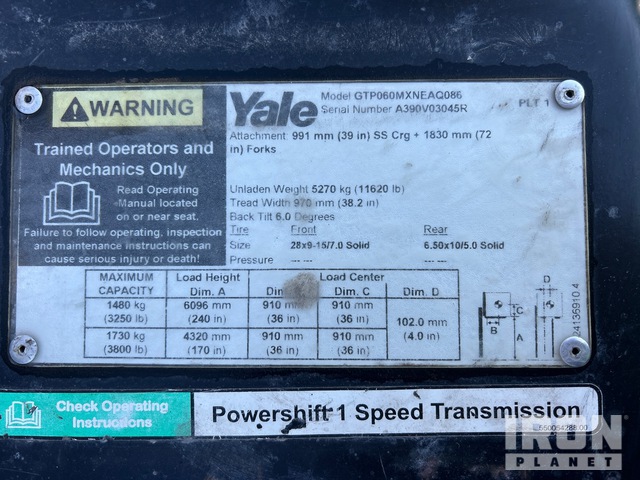 WARNING
Trained Operators and
Mechanics Only
Read Operating
Manual located
on or near seat.
Failure to follow operating, inspection
and maintenance instructions can
cause serious injury or death!
Yale
Model GTP060MXNEAQ086
Serial Number A390V03045R
PLT 1
Attachment: 991 mm (39 in) SS Crg + 1830 mm (72
in) Forks
Unladen Weight 5270 kg (11620 lb)
Tread Width 970 mm (38.2 in)
Back Tilt 6.0 Degrees
Tire Front Rear
Size 28x9-15/7.0 Solid 6.50x10/5.0 Solid
Pressure --- --- --- ---
MAXIMUM Load Height Load Center
CAPACITY Dim. A Dim. Dim. C Dim. D
1480 kg 6096 mm 910 mm 910 mm
(3250 lb) (240 in) (36 in) (36 in) 102.0 mm
1730 kg 4320 mm 910 mm 910 mm (4.0 in)
(3800 lb) (170 in) (36 in) (36 in)
D
C
B
A
24136910 4
Check Operating
Instructions
Powershift 1 Speed Transmission
550084288 00
IRON
PLANET